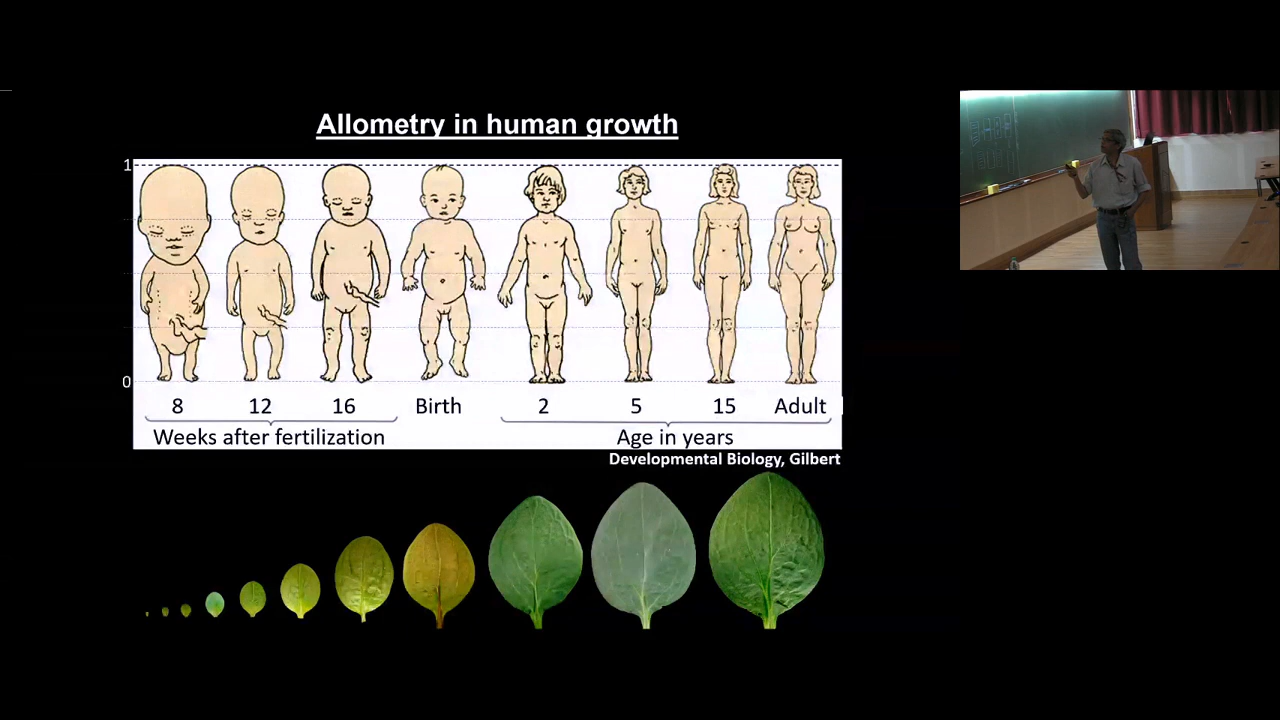 Allometry in human growth
1
0
8 12 16 Birth 2 5 15 Adult
Weeks after fertilization Age in years
Developmental Biology, Gilbert